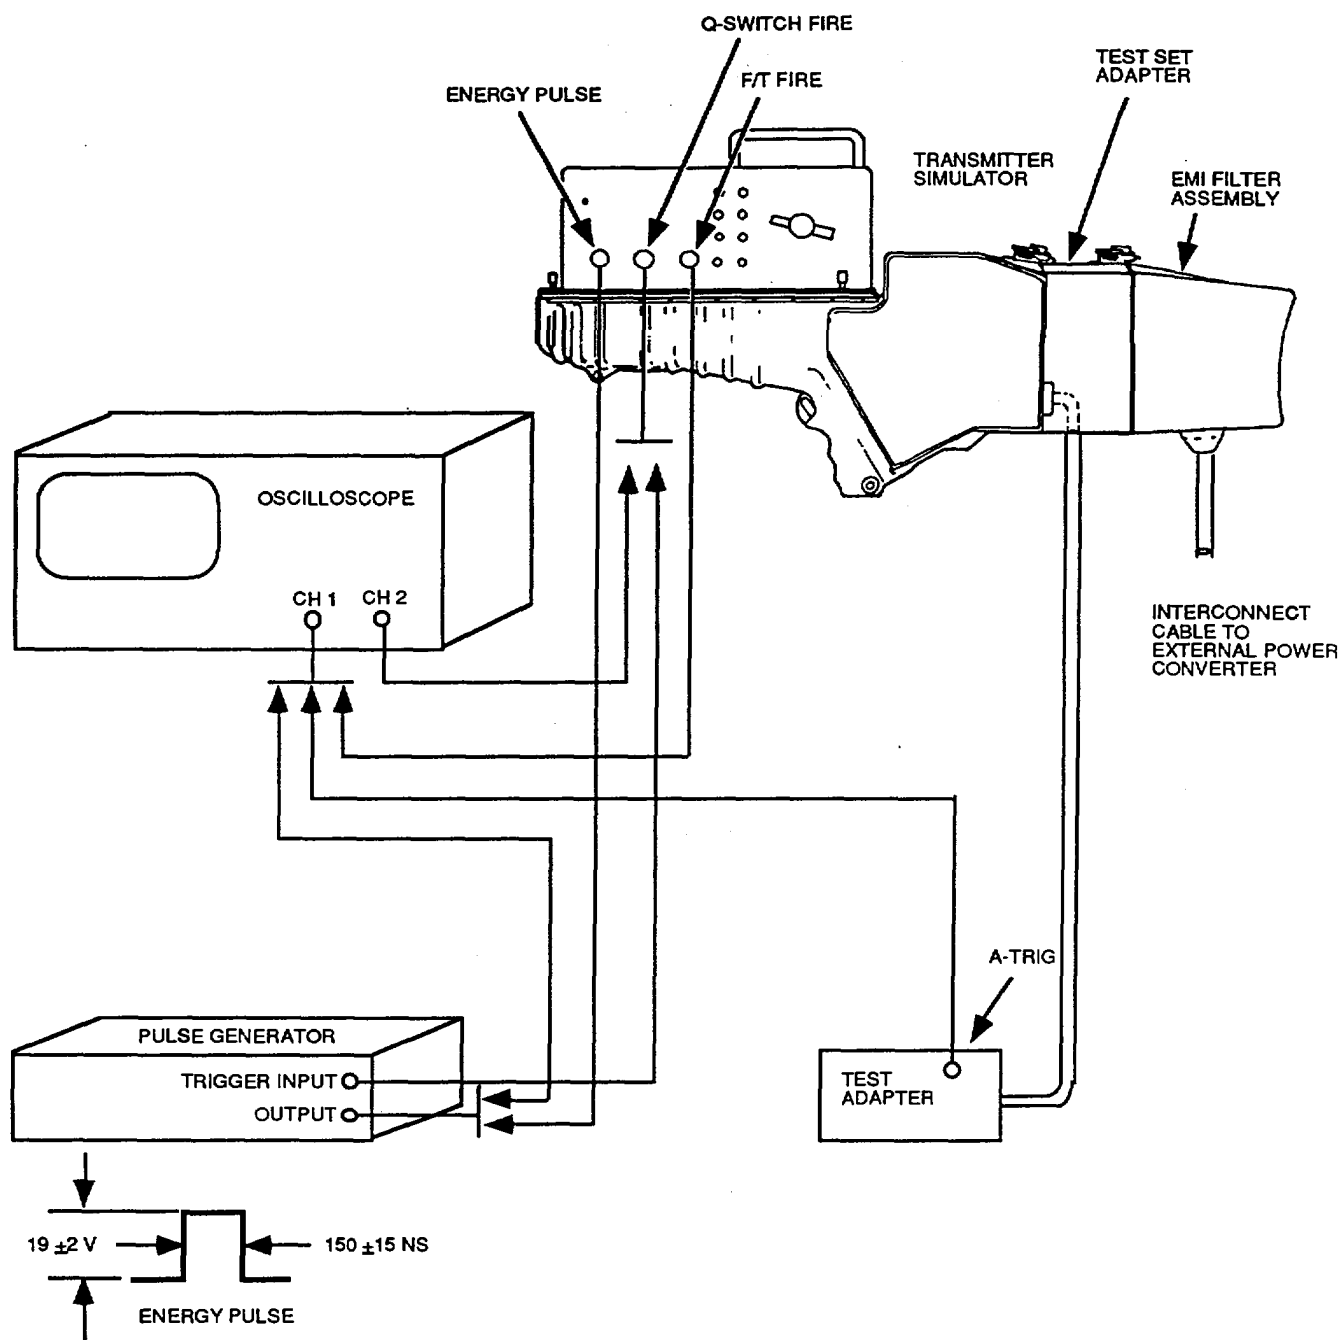 Q-SWITCH FIRE
F/T FIRE
ENERGY PULSE
TEST SET
ADAPTER
TRANSMITTER
SIMULATOR
EMI FILTER
ASSEMBLY
OSCILLOSCOPE
CH 1
CH 2
INTERCONNECT
CABLE TO
EXTERNAL POWER
CONVERTER
A-TRIG
PULSE GENERATOR
TRIGGER INPUT
OUTPUT
TEST
ADAPTER
19 ±2 V
150 ±15 NS
ENERGY PULSE